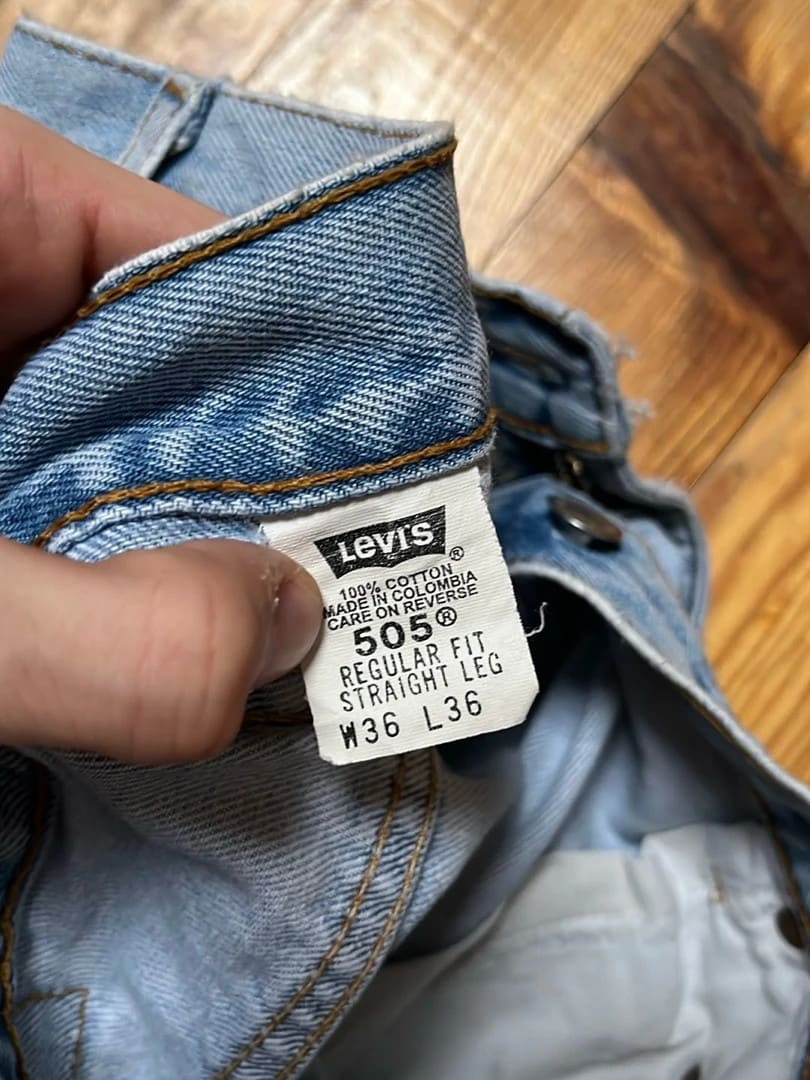 LEVI'S®
100% COTTON
MADE IN COLOMBIA
CARE ON REVERSE
505®
REGULAR FIT
STRAIGHT LEG
W36 L36